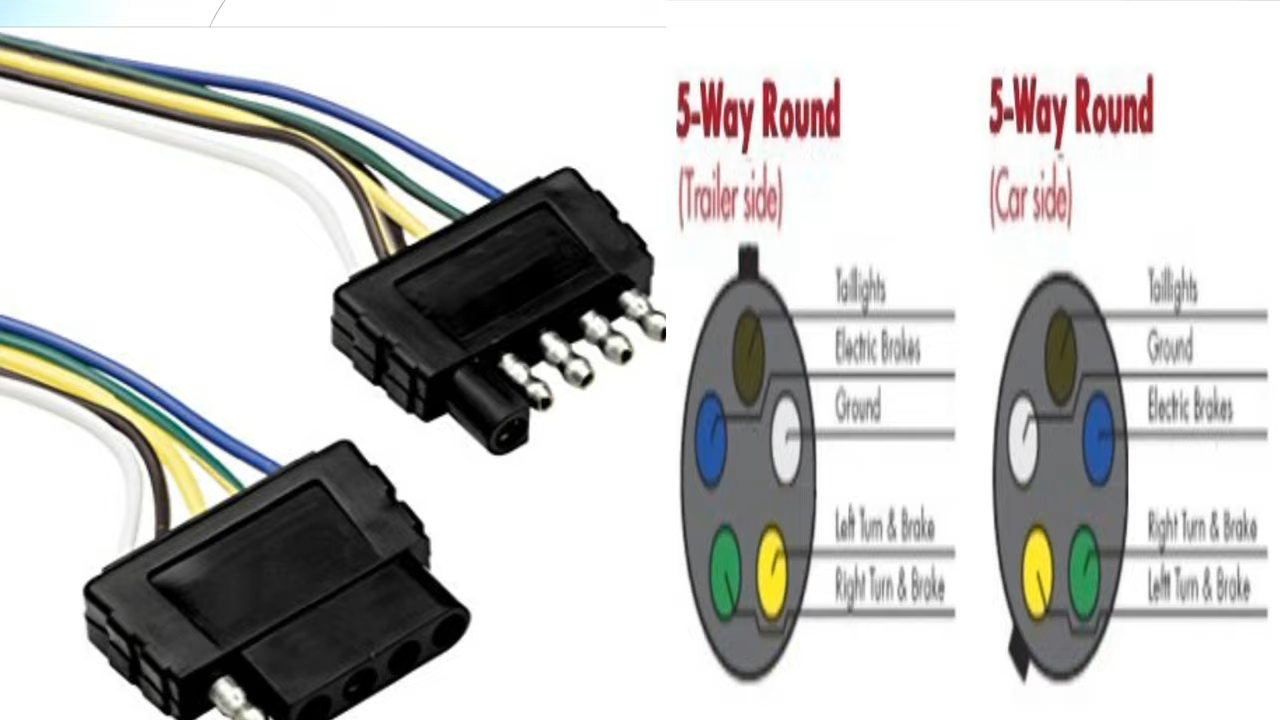 5-Way Round
(Trailer side)
Taillights
Electric Brakes
Ground
Left Turn & Brake
Right Turn & Brake
5-Way Round
(Car side)
Taillights
Ground
Electric Brakes
Right Turn & Brake
Leftt Turn & Brake